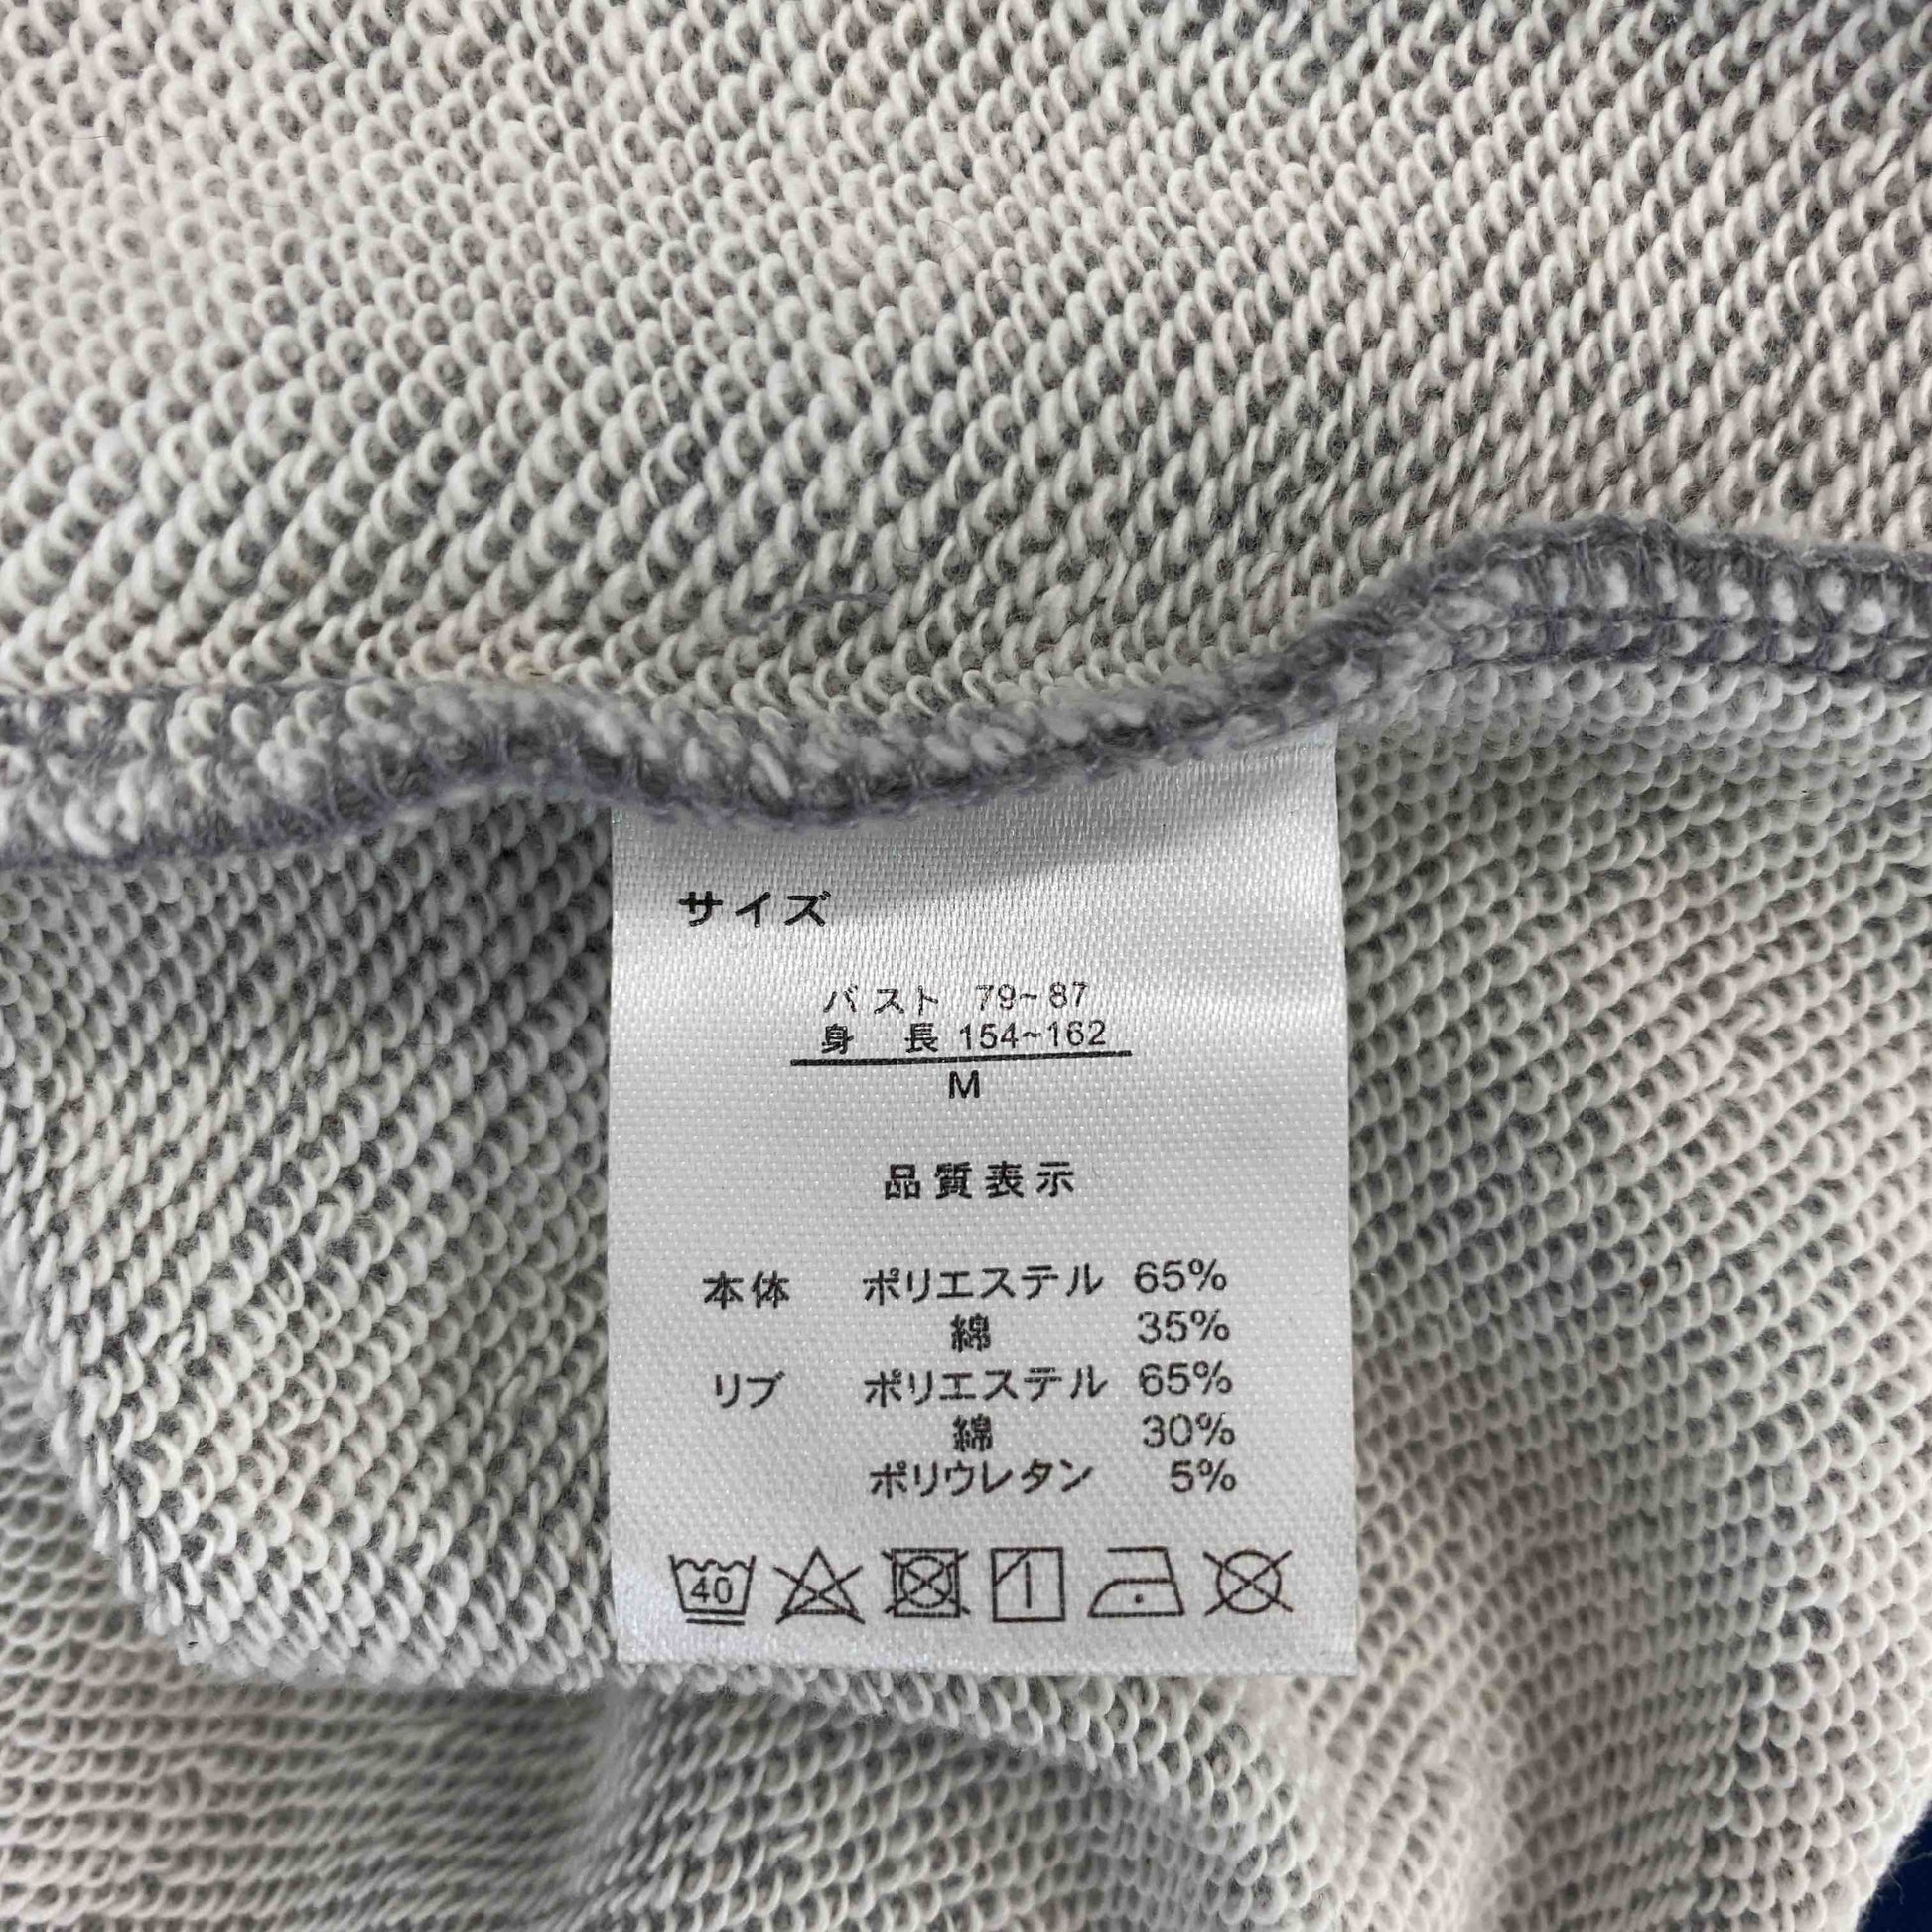 サイズ
バスト 79~87
身 長 154~162
M
品質表示
本体 ポリエステル 65%
綿 35%
リブ ポリエステル 65%
綿 30%
ポリウレタン 5%
40